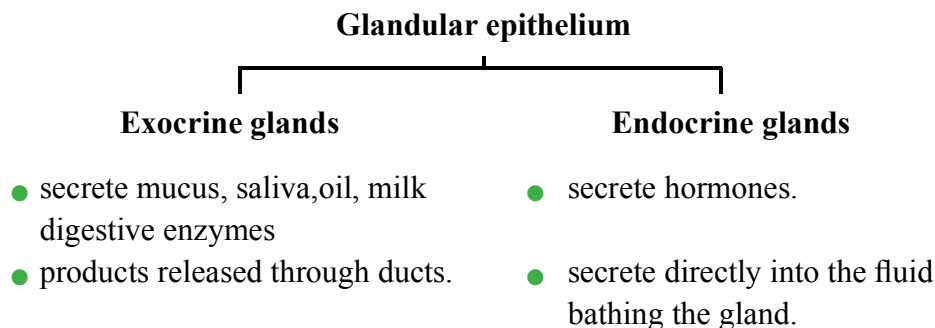 Glandular epithelium
Exocrine glands
Endocrine glands
secrete mucus, saliva,oil, milk
digestive enzymes
products released through ducts.
secrete hormones.
secrete directly into the fluid
bathing the gland.